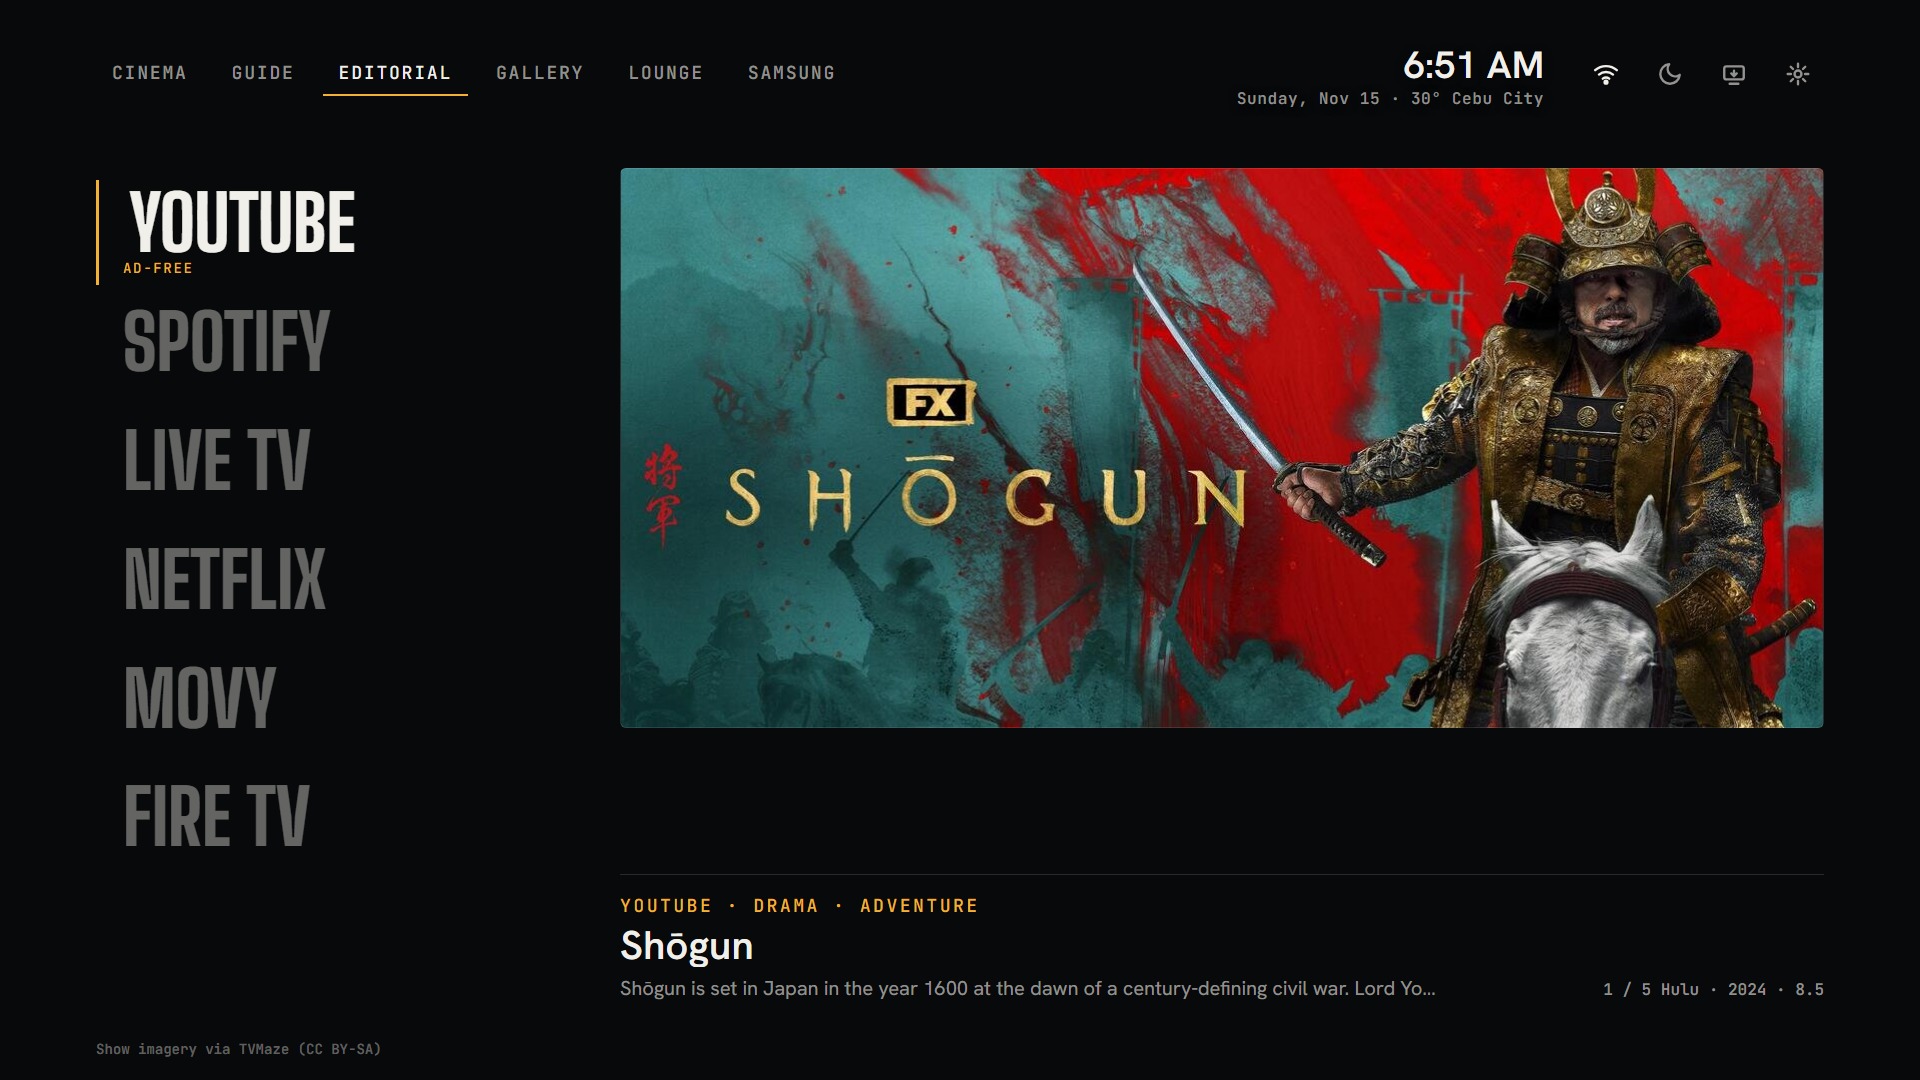 CINEMA GUIDE EDITORIAL GALLERY LOUNGE SAMSUNG
6:51 AM
Sunday, Nov 15 · 30° Cebu City
YOUTUBE
AD-FREE
SPOTIFY
LIVE TV
NETFLIX
MOVY
FIRE TV
FX
将軍
SHŌGUN
YOUTUBE · DRAMA · ADVENTURE
Shōgun
Shōgun is set in Japan in the year 1600 at the dawn of a century-defining civil war. Lord Yo...
1 / 5 Hulu · 2024 · 8.5
Show imagery via TVMaze (CC BY-SA)